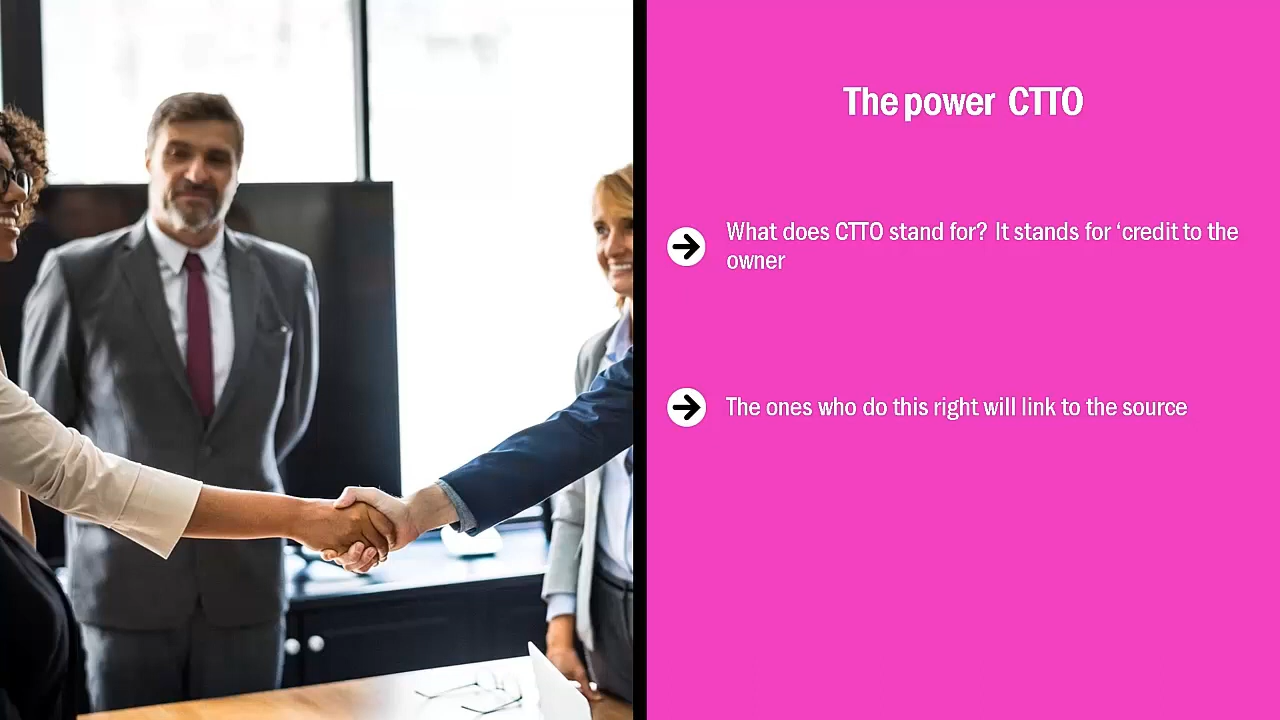 The power CTTO
What does CTTO stand for? It stands for ‘credit to the
owner
The ones who do this right will link to the source